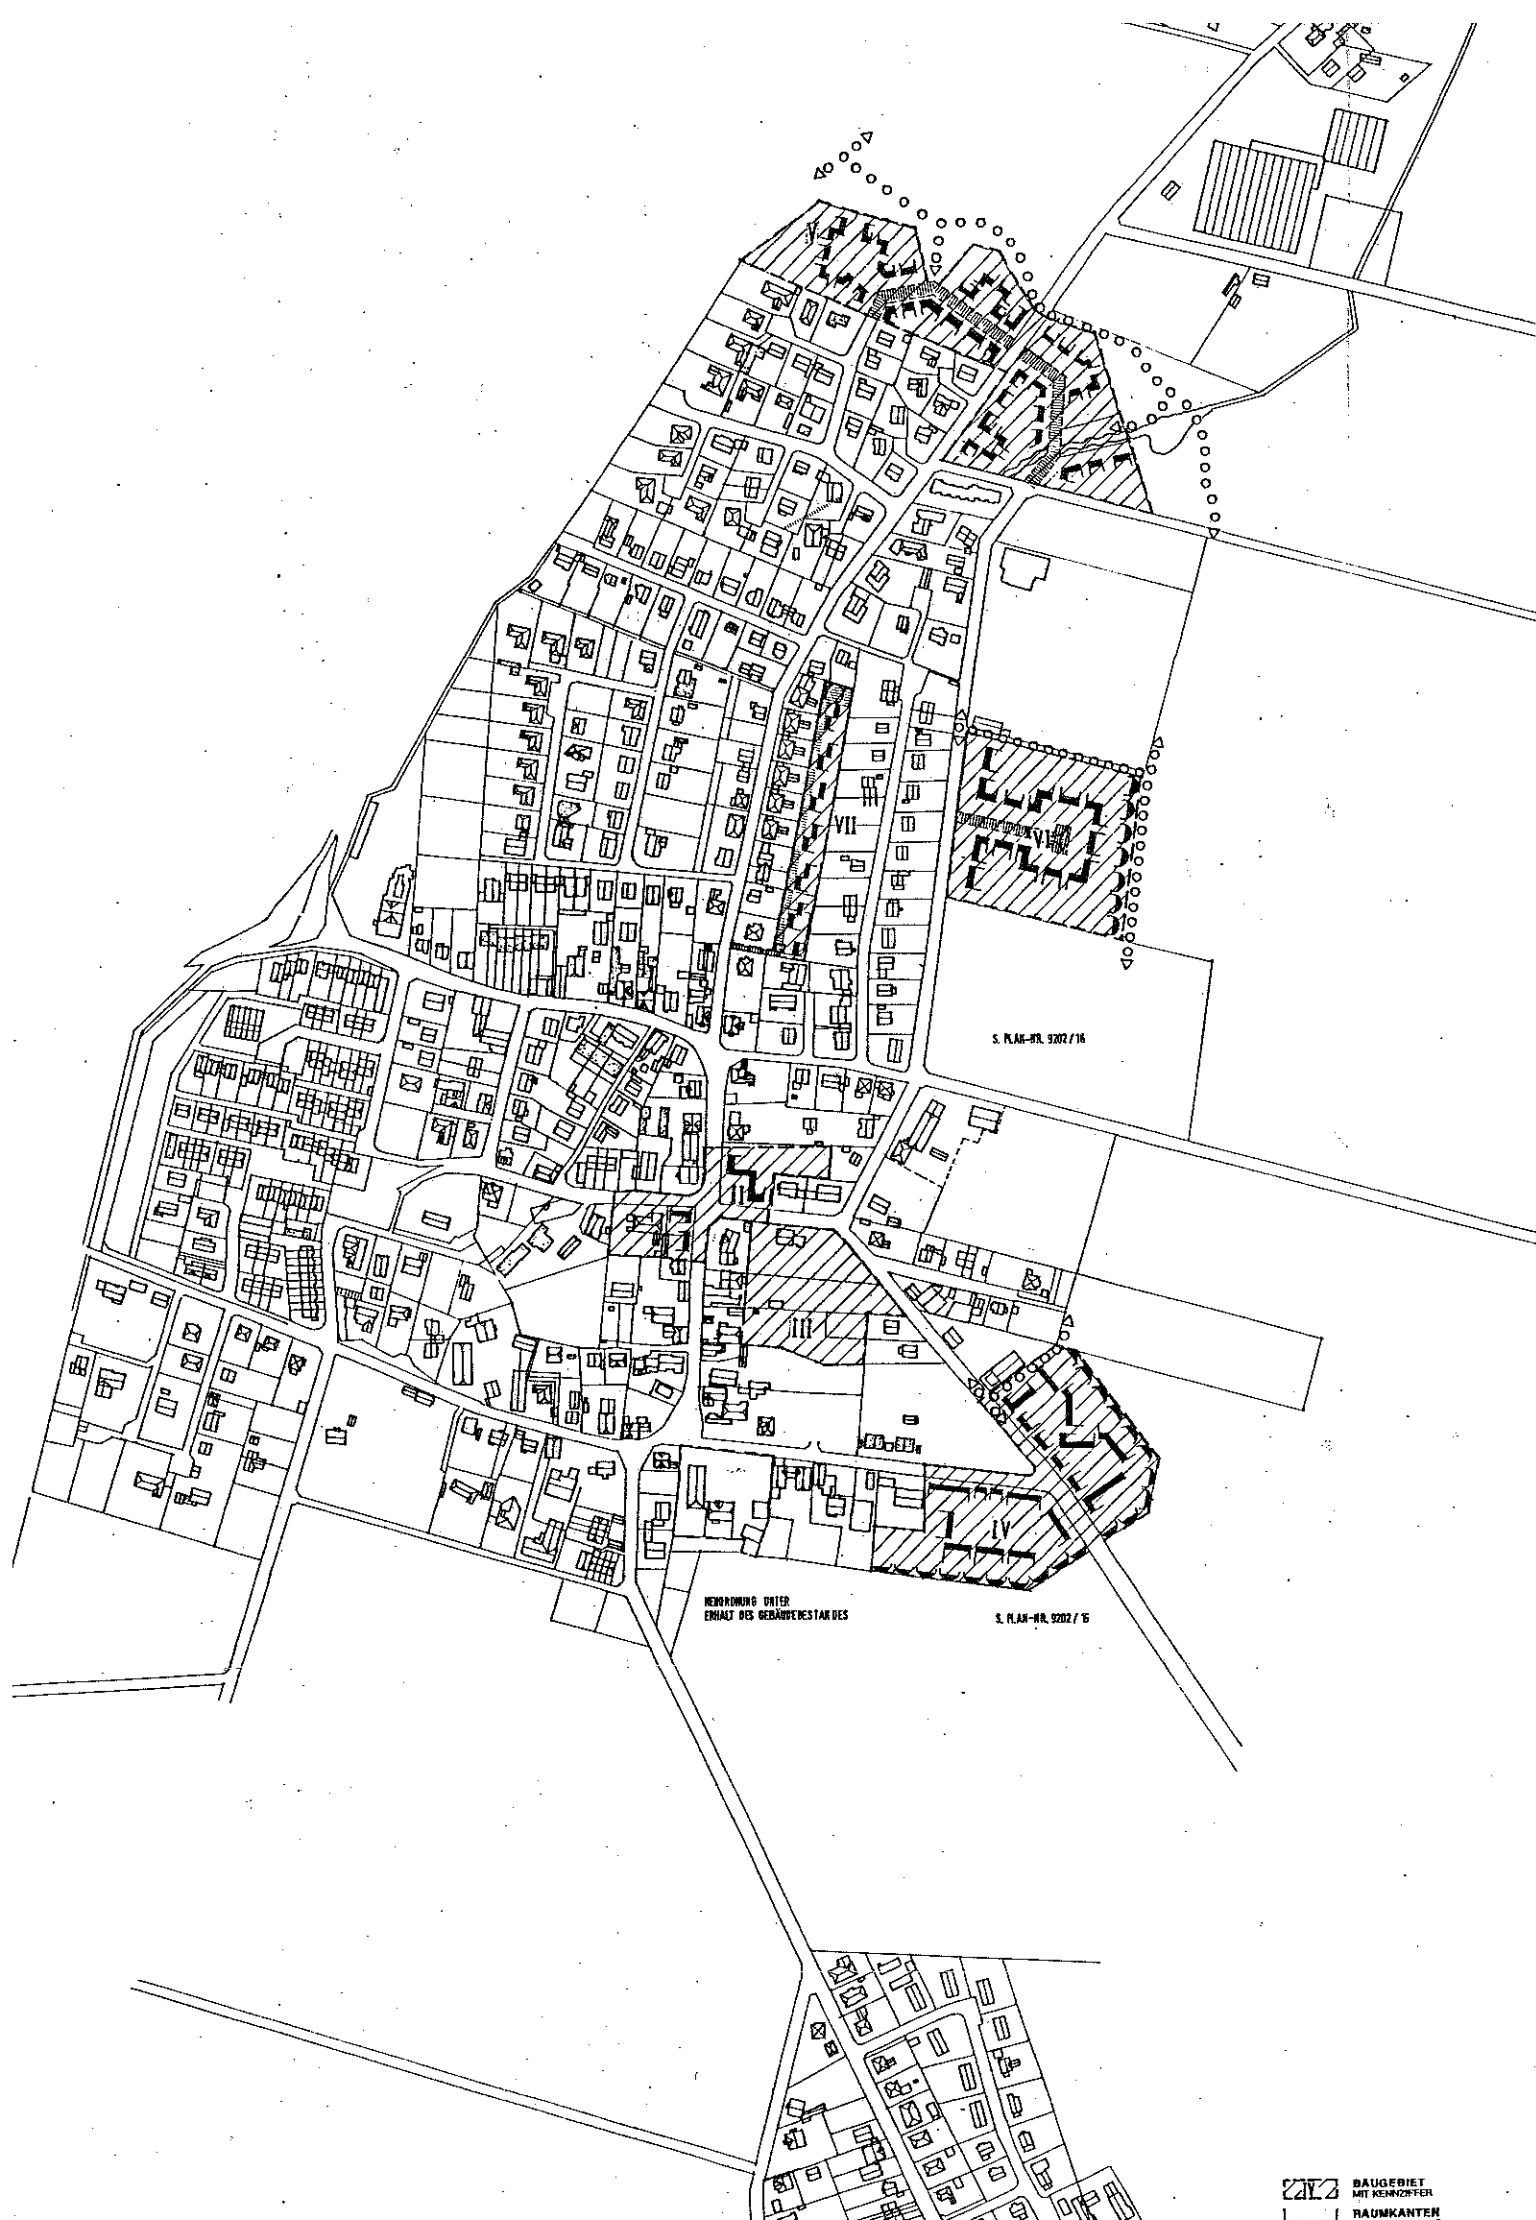 V
VII
VI
S. PLAN-NR. 9202 / 16
II
III
IV
NEUORDNUNG UNTER
ERHALT DES GEBÄUDEBESTANDES
S. PLAN-NR. 9202 / 15
BAUGEBIET
MIT KENNZIFFER
RAUMKANTEN